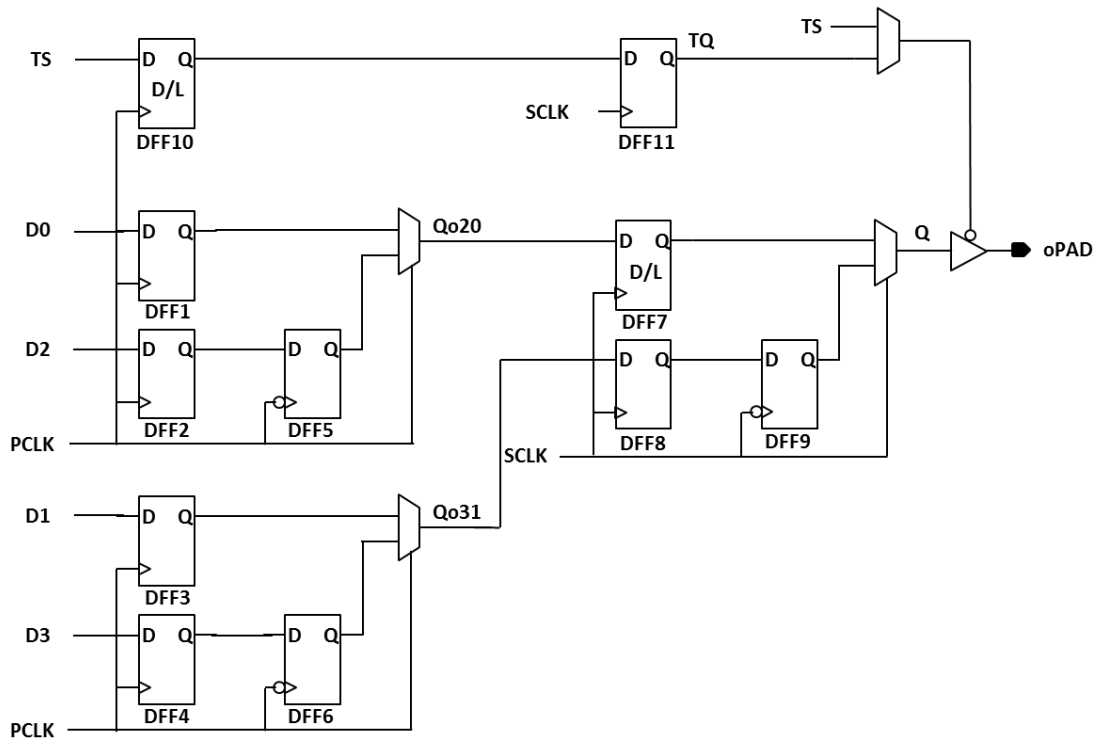 TS
TS
D Q
D/L
DFF10
D Q
TQ
SCLK
DFF11
D0
D Q
DFF1
Qo20
D Q
D/L
DFF7
Q
oPAD
D2
D Q
DFF2
D Q
DFF5
PCLK
D Q
DFF8
D Q
DFF9
SCLK
D1
D Q
DFF3
Qo31
D3
D Q
DFF4
D Q
DFF6
PCLK